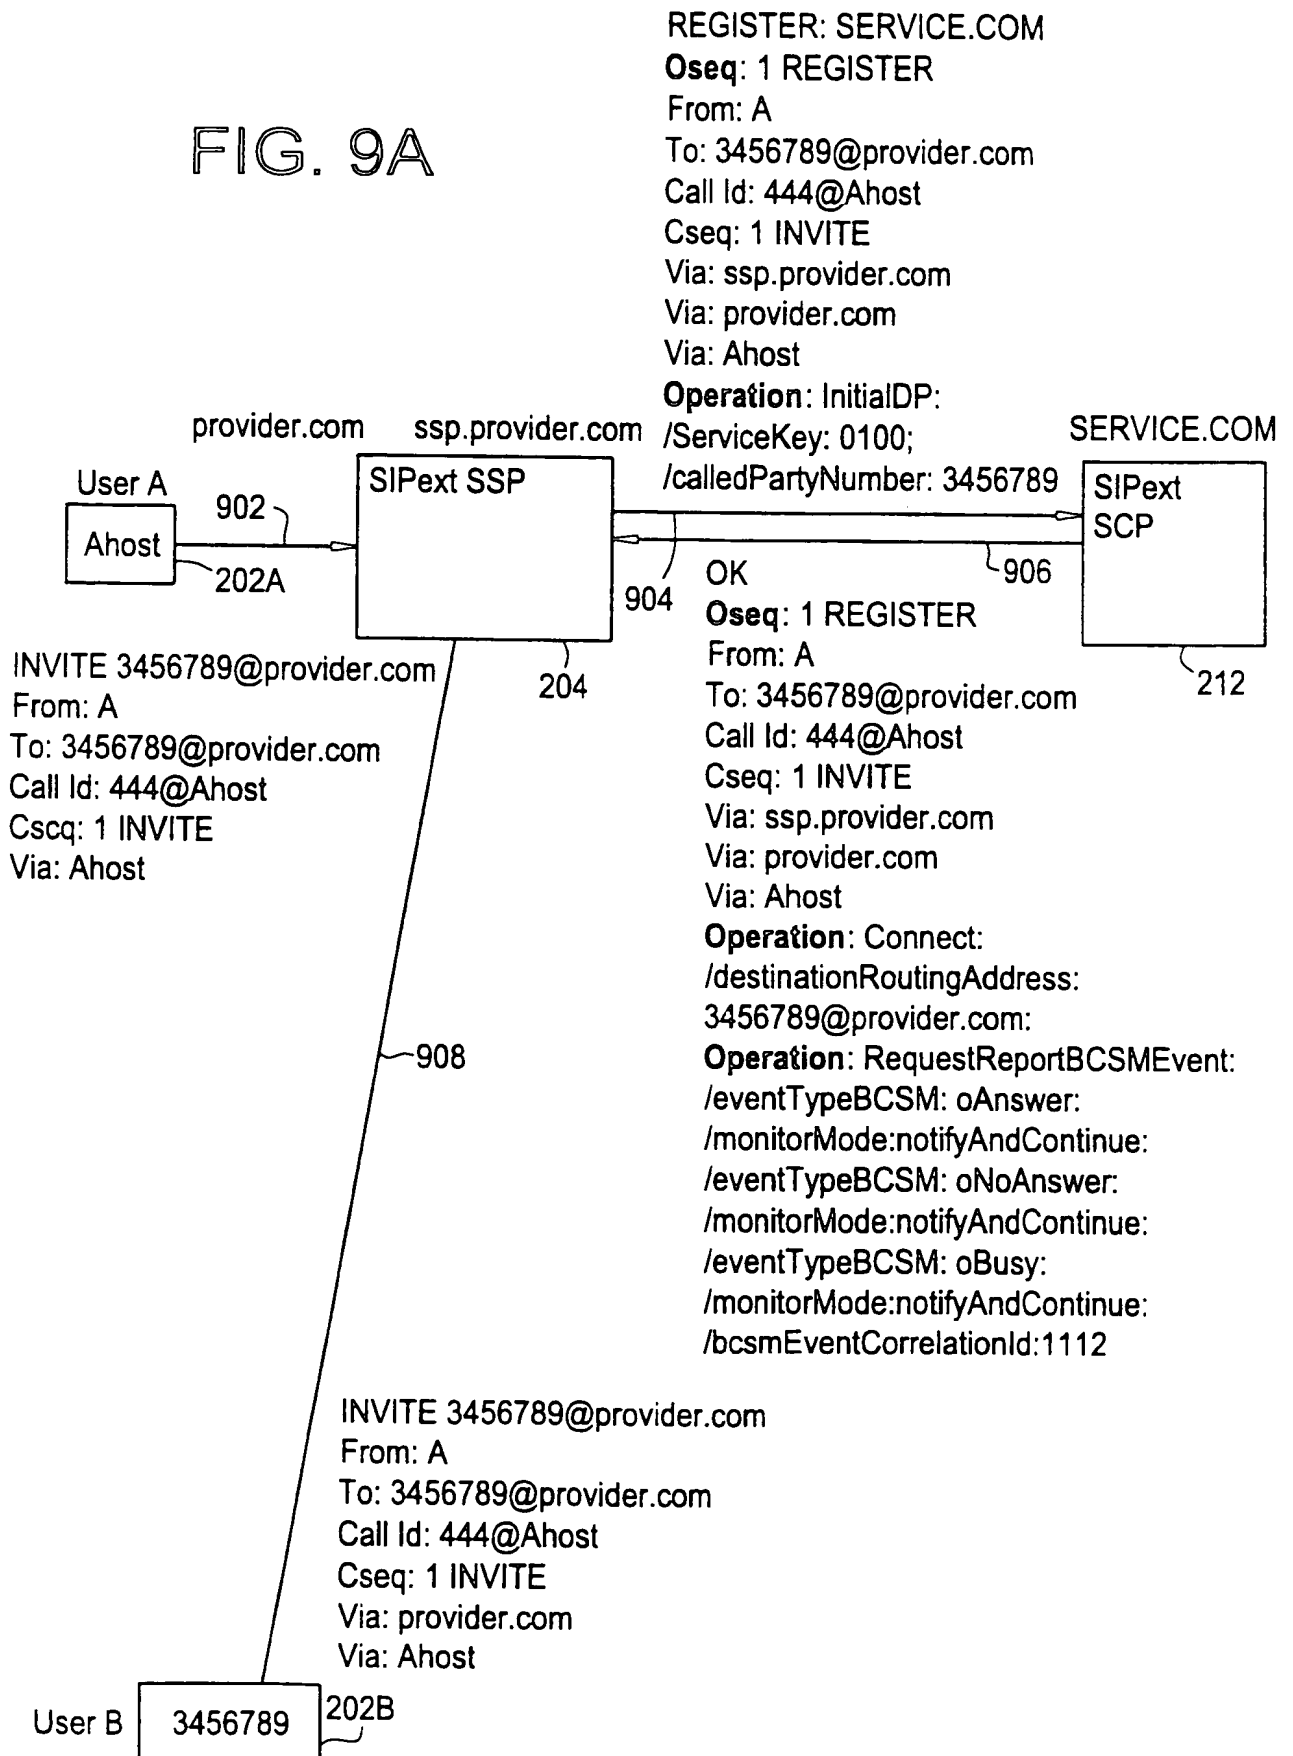 FIG. 9A
REGISTER: SERVICE.COM
Oseq: 1 REGISTER
From: A
To: 3456789@provider.com
Call Id: 444@Ahost
Cseq: 1 INVITE
Via: ssp.provider.com
Via: provider.com
Via: Ahost
Operation: InitialDP:
/ServiceKey: 0100;
/calledPartyNumber: 3456789
provider.com
ssp.provider.com
SERVICE.COM
User A
Ahost
202A
902
SIPext SSP
204
904
906
SIPext
SCP
212
INVITE 3456789@provider.com
From: A
To: 3456789@provider.com
Call Id: 444@Ahost
Cscq: 1 INVITE
Via: Ahost
OK
Oseq: 1 REGISTER
From: A
To: 3456789@provider.com
Call Id: 444@Ahost
Cseq: 1 INVITE
Via: ssp.provider.com
Via: provider.com
Via: Ahost
Operation: Connect:
/destinationRoutingAddress:
3456789@provider.com:
Operation: RequestReportBCSMEvent:
/eventTypeBCSM: oAnswer:
/monitorMode:notifyAndContinue:
/eventTypeBCSM: oNoAnswer:
/monitorMode:notifyAndContinue:
/eventTypeBCSM: oBusy:
/monitorMode:notifyAndContinue:
/bcsmEventCorrelationId:1112
908
INVITE 3456789@provider.com
From: A
To: 3456789@provider.com
Call Id: 444@Ahost
Cseq: 1 INVITE
Via: provider.com
Via: Ahost
User B
3456789
202B